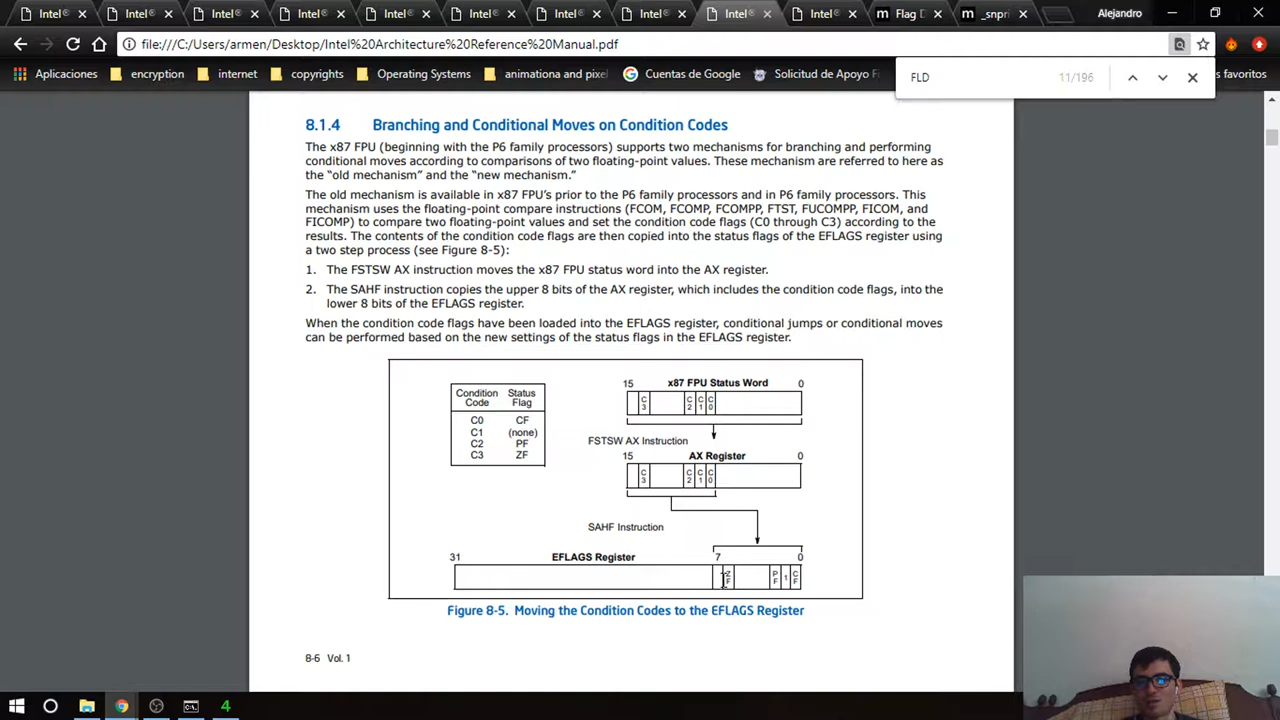 Intel®
Intel®
Intel®
Intel®
Intel®
Intel®
Intel®
Intel®
Intel®
Intel®
Flag D
_snpri
Alejandro
file:///C:/Users/armen/Desktop/Intel%20Architecture%20Reference%20Manual.pdf
Aplicaciones
encryption
internet
copyrights
Operating Systems
animationa and pixel
Cuentas de Google
Solicitud de Apoyo Fi
s favoritos
FLD
11/196
8.1.4 Branching and Conditional Moves on Condition Codes
The x87 FPU (beginning with the P6 family processors) supports two mechanisms for branching and performing
conditional moves according to comparisons of two floating-point values. These mechanism are referred to here as
the “old mechanism” and the “new mechanism.”
The old mechanism is available in x87 FPU’s prior to the P6 family processors and in P6 family processors. This
mechanism uses the floating-point compare instructions (FCOM, FCOMP, FCOMPP, FTST, FUCOMPP, FICOM, and
FICOMP) to compare two floating-point values and set the condition code flags (C0 through C3) according to the
results. The contents of the condition code flags are then copied into the status flags of the EFLAGS register using
a two step process (see Figure 8-5):
1. The FSTSW AX instruction moves the x87 FPU status word into the AX register.
2. The SAHF instruction copies the upper 8 bits of the AX register, which includes the condition code flags, into the
lower 8 bits of the EFLAGS register.
When the condition code flags have been loaded into the EFLAGS register, conditional jumps or conditional moves
can be performed based on the new settings of the status flags in the EFLAGS register.
Condition Code Status Flag
C0 CF
C1 (none)
C2 PF
C3 ZF
15 x87 FPU Status Word 0
C3 C2 C1 C0
FSTSW AX Instruction
15 AX Register 0
C3 C2 C1 C0
SAHF Instruction
31 EFLAGS Register 7 0
ZF PF 1 CF
Figure 8-5. Moving the Condition Codes to the EFLAGS Register
8-6 Vol. 1
4